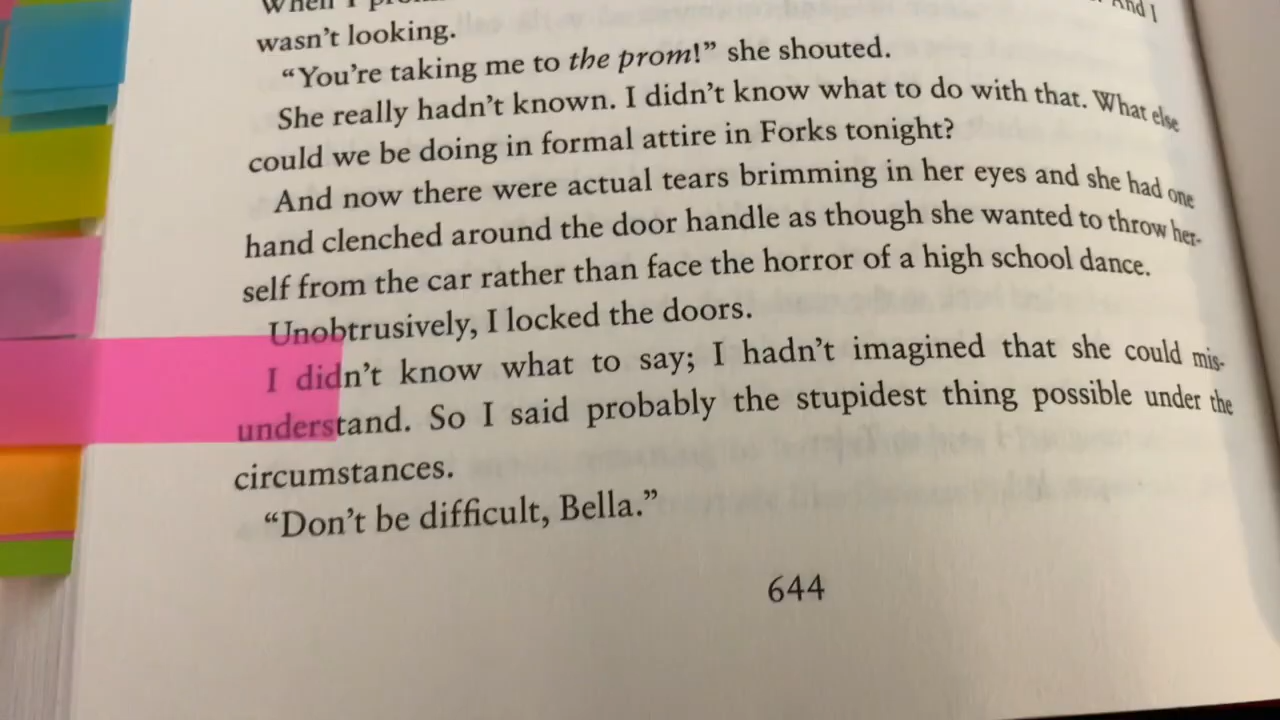 When I
wasn't looking.
And I
"You're taking me to the prom!" she shouted.
She really hadn't known. I didn't know what to do with that. What else
could we be doing in formal attire in Forks tonight?
And now there were actual tears brimming in her eyes and she had one
hand clenched around the door handle as though she wanted to throw her-
self from the car rather than face the horror of a high school dance.
Unobtrusively, I locked the doors.
I didn't know what to say; I hadn't imagined that she could mis-
understand. So I said probably the stupidest thing possible under the
circumstances.
"Don't be difficult, Bella."
644